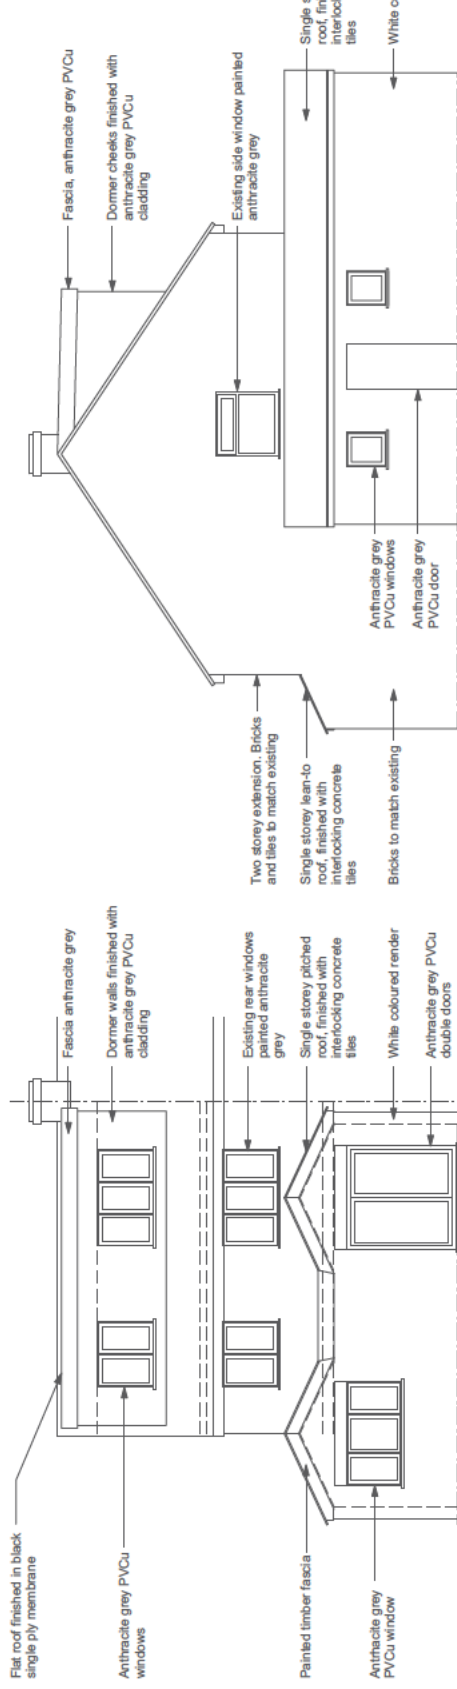 Flat roof finished in black
single ply membrane
Anthracite grey PVCu
windows
Painted timber fascia
Antrhacite grey
PVCu window
Fascia anthracite grey
Dormer walls finished with
anthracite grey PVCu
cladding
Existing rear windows
painted anthracite
grey
Single storey pitched
roof, finished with
interlocking concrete
tiles
White coloured render
Anthracite grey PVCu
double doors
Two storey extension. Bricks
and tiles to match existing
Single storey lean-to
roof, finished with
interlocking concrete
tiles
Bricks to match existing
Anthracite grey
PVCu windows
Anthracite grey
PVCu door
Fascia, anthracite grey PVCu
Dormer cheeks finished with
anthracite grey PVCu
cladding
Existing side window painted
anthracite grey
Single
roof,
tiles
White